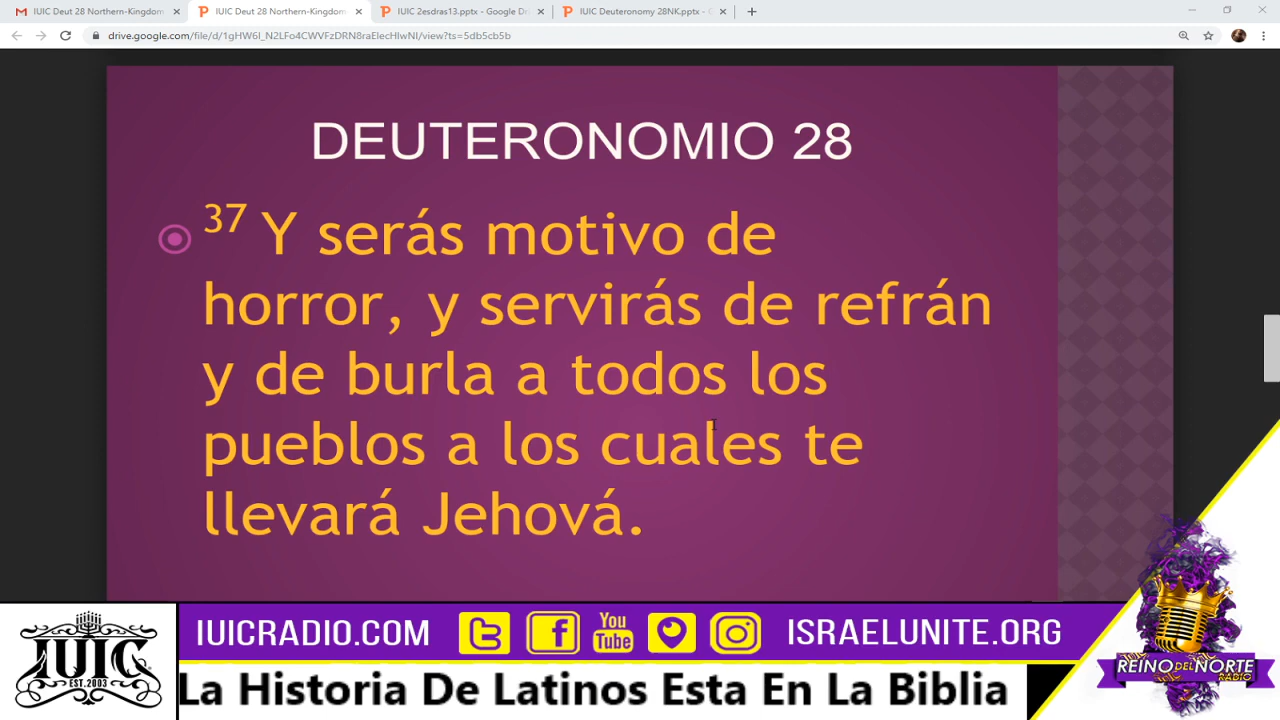 IUIC Deut 28 Northern-Kingdom
IUIC Deut 28 Northern-Kingdom
IUIC 2esdras13.pptx - Google Dr
IUIC Deuteronomy 28NK.pptx - G
drive.google.com/file/d/1gHW6l_N2LFo4CWVFzDRN8raElecHIwNI/view?ts=5db5cb5b
DEUTERONOMIO 28
37 Y serás motivo de
horror, y servirás de refrán
y de burla a todos los
pueblos a los cuales te
llevará Jehová.
IUIC
EST. 2003
IUICRADIO.COM
You
Tube
ISRAELUNITE.ORG
REINO DEL NORTE
RADIO
La Historia De Latinos Esta En La Biblia